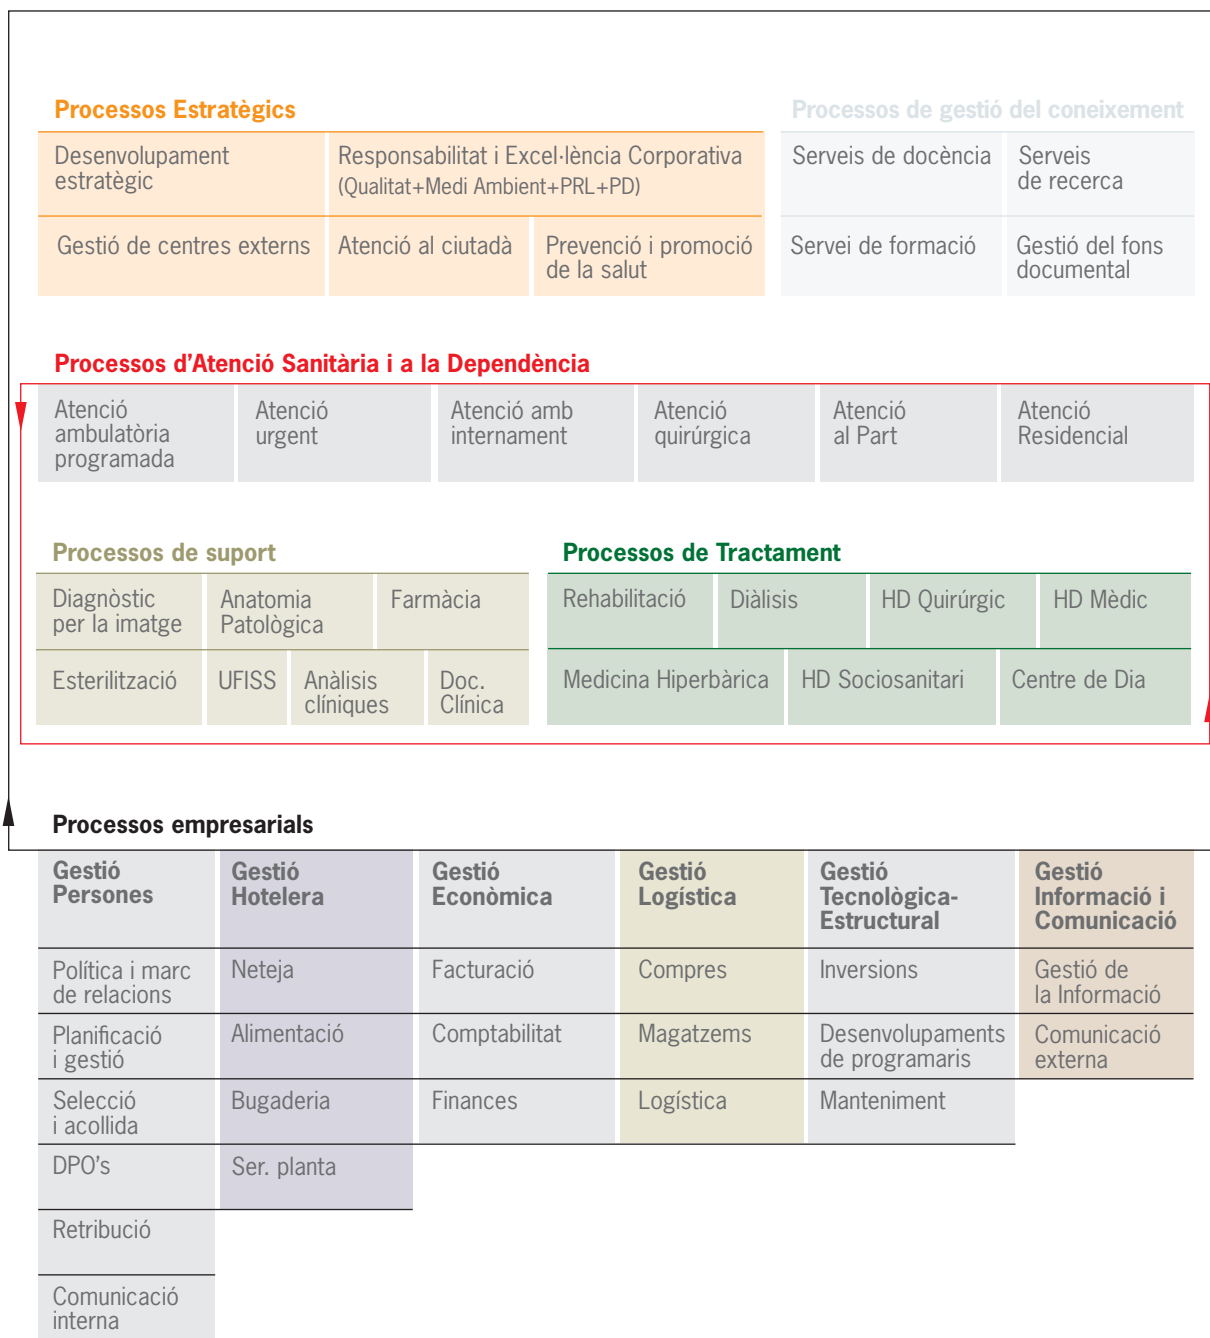 Processos Estratègics
Desenvolupament
estratègic
Responsabilitat i Excel·lència Corporativa
(Qualitat+Medi Ambient+PRL+PD)
Gestió de centres externs
Atenció al ciutadà
Prevenció i promoció
de la salut
Processos de gestió del coneixement
Serveis de docència
Serveis
de recerca
Servei de formació
Gestió del fons
documental
Processos d'Atenció Sanitària i a la Dependència
Atenció
ambulatòria
programada
Atenció
urgent
Atenció amb
internament
Atenció
quirúrgica
Atenció
al Part
Atenció
Residencial
Processos de suport
Diagnòstic
per la imatge
Anatomia
Patològica
Farmàcia
Esterilització
UFISS
Anàlisis
clíniques
Doc.
Clínica
Processos de Tractament
Rehabilitació
Diàlisis
HD Quirúrgic
HD Mèdic
Medicina Hiperbàrica
HD Sociosanitari
Centre de Dia
Processos empresarials
Gestió
Persones
Política i marc
de relacions
Planificació
i gestió
Selecció
i acollida
DPO's
Retribució
Comunicació
interna
Gestió
Hotelera
Neteja
Alimentació
Bugaderia
Ser. planta
Gestió
Econòmica
Facturació
Comptabilitat
Finances
Gestió
Logística
Compres
Magatzems
Logística
Gestió
Tecnològica-
Estructural
Inversions
Desenvolupaments
de programaris
Manteniment
Gestió
Informació i
Comunicació
Gestió de
la Informació
Comunicació
externa